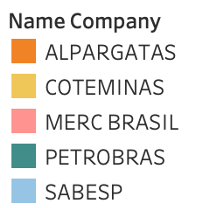 Name Company
ALPARGATAS
COTEMINAS
MERC BRASIL
PETROBRAS
SABESP